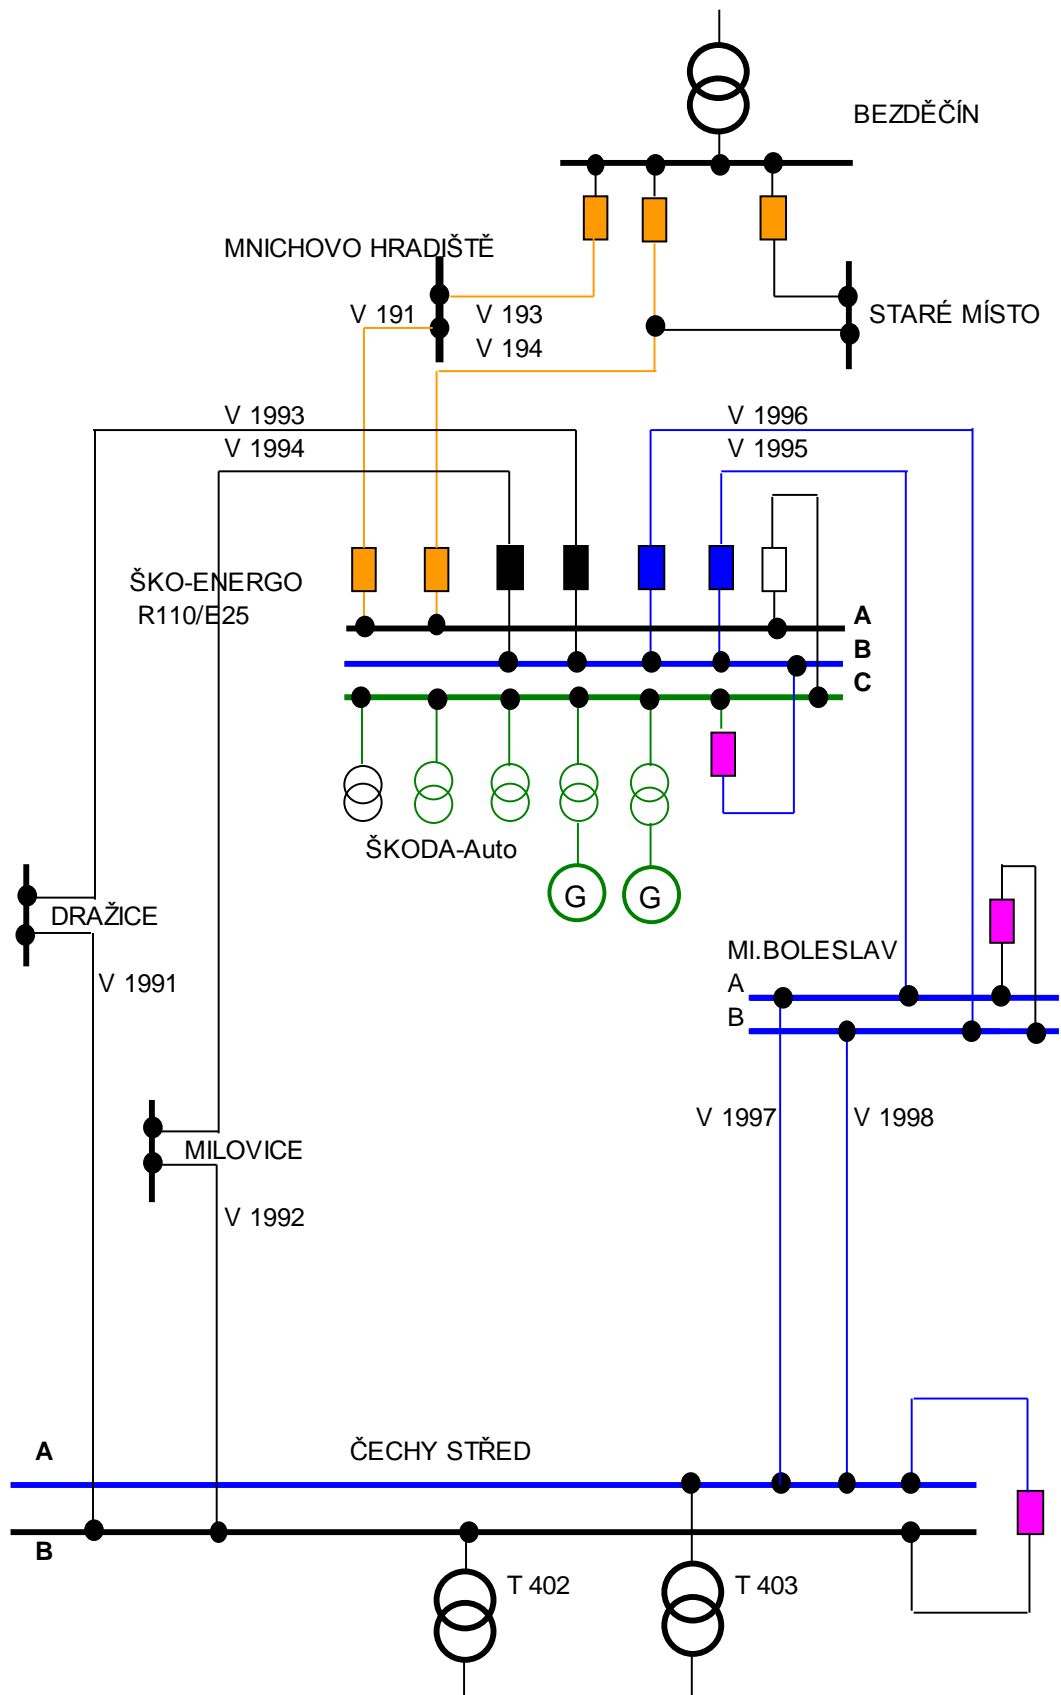 BEZDĚČÍN
MNICHOVO HRADIŠTĚ
V 191
V 193
V 194
STARÉ MÍSTO
V 1993
V 1994
V 1996
V 1995
ŠKO-ENERGO
R110/E25
A
B
C
ŠKODA-Auto
G
G
DRAŽICE
V 1991
Ml.BOLESLAV
A
B
V 1997
V 1998
MILOVICE
V 1992
A
ČECHY STŘED
B
T 402
T 403